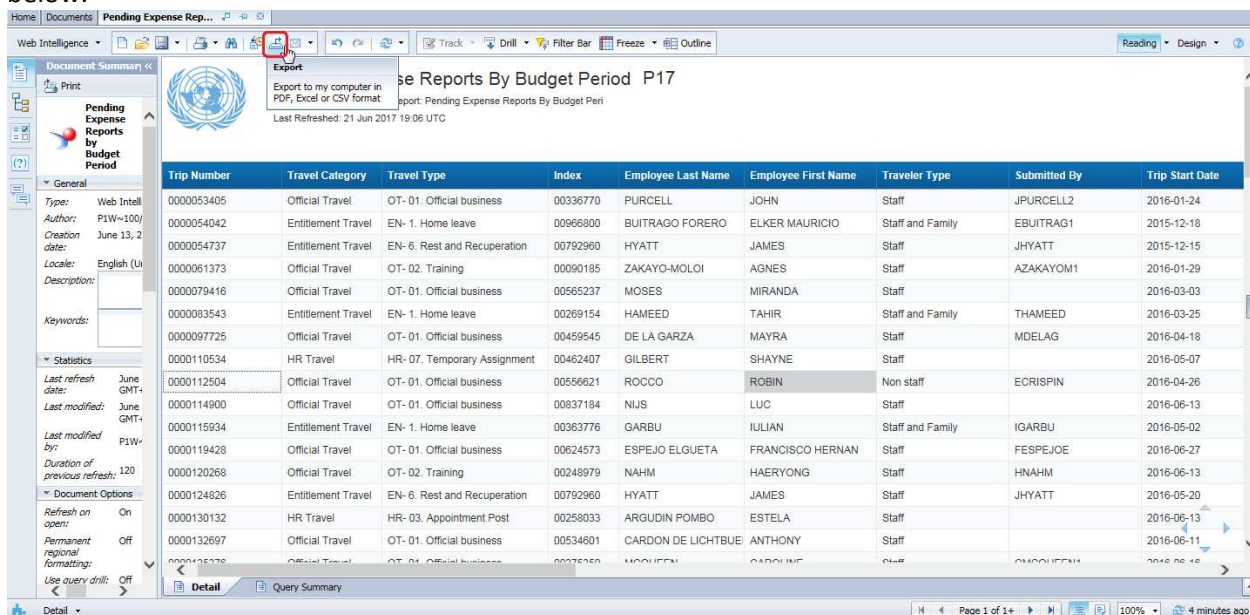 below.
Home Documents Pending Expense Rep...
Web Intelligence Track Drill Filter Bar Freeze Outline Reading Design
Document Summary «
Print
Export
Export to my computer in
PDF, Excel or CSV format
se Reports By Budget Period P17
eport: Pending Expense Reports By Budget Peri
Last Refreshed: 21 Jun 2017 19:06 UTC
Pending
Expense
Reports
by
Budget
Period
General
Type: Web Intell
Author: P1W~100/
Creation date: June 13, 2
Locale: English (Un
Description:
Keywords:
Statistics
Last refresh date: June GMT+
Last modified: June GMT+
Last modified by: P1W~
Duration of previous refresh: 120
Document Options
Refresh on open: On
Permanent regional formatting: Off
Use query drill: Off
Trip Number Travel Category Travel Type Index Employee Last Name Employee First Name Traveler Type Submitted By Trip Start Date
0000053405 Official Travel OT- 01. Official business 00336770 PURCELL JOHN Staff JPURCELL2 2016-01-24
0000054042 Entitlement Travel EN- 1. Home leave 00966800 BUITRAGO FORERO ELKER MAURICIO Staff and Family EBUITRAG1 2015-12-18
0000054737 Entitlement Travel EN- 6. Rest and Recuperation 00792960 HYATT JAMES Staff JHYATT 2015-12-15
0000061373 Official Travel OT- 02. Training 00090185 ZAKAYO-MOLOI AGNES Staff AZAKAYOM1 2016-01-29
0000079416 Official Travel OT- 01. Official business 00565237 MOSES MIRANDA Staff 2016-03-03
0000083543 Entitlement Travel EN- 1. Home leave 00269154 HAMEED TAHIR Staff and Family THAMEED 2016-03-25
0000097725 Official Travel OT- 01. Official business 00459545 DE LA GARZA MAYRA Staff MDELAG 2016-04-18
0000110534 HR Travel HR- 07. Temporary Assignment 00462407 GILBERT SHAYNE Staff 2016-05-07
0000112504 Official Travel OT- 01. Official business 00556621 ROCCO ROBIN Non staff ECRISPIN 2016-04-26
0000114900 Official Travel OT- 01. Official business 00837184 NIJS LUC Staff 2016-06-13
0000115934 Entitlement Travel EN- 1. Home leave 00363776 GARBU IULIAN Staff and Family IGARBU 2016-05-02
0000119428 Official Travel OT- 01. Official business 00624573 ESPEJO ELGUETA FRANCISCO HERNAN Staff FESPEJOE 2016-06-27
0000120268 Official Travel OT- 02. Training 00248979 NAHM HAERYONG Staff HNAHM 2016-06-13
0000124826 Entitlement Travel EN- 6. Rest and Recuperation 00792960 HYATT JAMES Staff JHYATT 2016-05-20
0000130132 HR Travel HR- 03. Appointment Post 00258033 ARGUDIN POMBO ESTELA Staff 2016-06-13
0000132697 Official Travel OT- 01. Official business 00534601 CARDON DE LICHTBUE ANTHONY Staff 2016-06-11
Detail Query Summary
Detail Page 1 of 1+ 100% 4 minutes ago